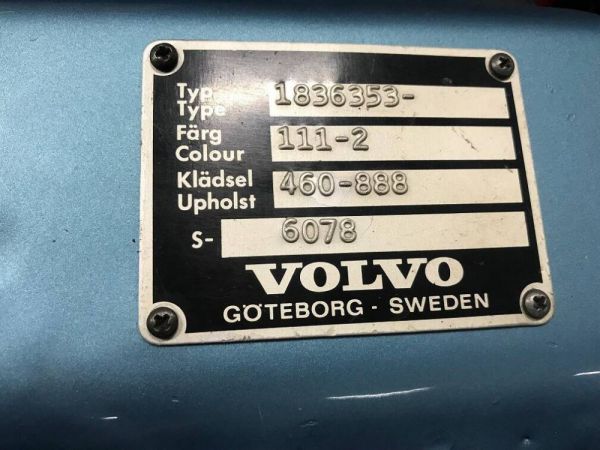 Typ
Type 1836353-
Färg
Colour 111-2
Klädsel
Upholst 460-888
S- 6078
VOLVO
GÖTEBORG - SWEDEN